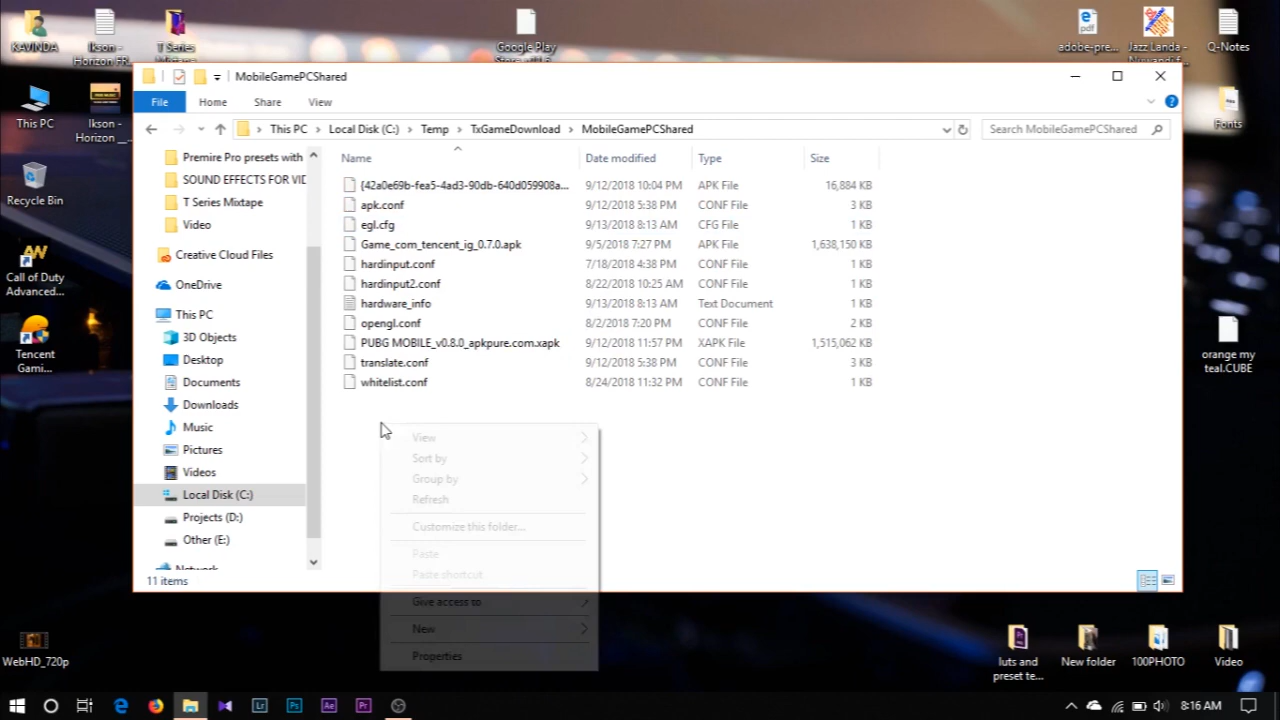 KAVINDA
Ikson -
Horizon FR...
T Series
Mixtape
Google Play
adobe-pre...
Jazz Landa -
Q-Notes
MobileGamePCShared
File
Home
Share
View
This PC
Local Disk (C:)
Temp
TxGameDownload
MobileGamePCShared
Search MobileGamePCShared
This PC
Ikson -
Horizon __...
Fonts
Recycle Bin
Call of Duty
Advanced...
Tencent
Gami...
orange my
teal.CUBE
Premire Pro presets with
SOUND EFFECTS FOR VID
T Series Mixtape
Video
Creative Cloud Files
OneDrive
This PC
3D Objects
Desktop
Documents
Downloads
Music
Pictures
Videos
Local Disk (C:)
Projects (D:)
Other (E:)
Network
Name Date modified Type Size
{42a0e69b-fea5-4ad3-90db-640d059908a... 9/12/2018 10:04 PM APK File 16,884 KB
apk.conf 9/12/2018 5:38 PM CONF File 3 KB
egl.cfg 9/13/2018 8:13 AM CFG File 1 KB
Game_com_tencent_ig_0.7.0.apk 9/5/2018 7:27 PM APK File 1,638,150 KB
hardinput.conf 7/18/2018 4:38 PM CONF File 1 KB
hardinput2.conf 8/22/2018 10:25 AM CONF File 1 KB
hardware_info 9/13/2018 8:13 AM Text Document 1 KB
opengl.conf 8/2/2018 7:20 PM CONF File 2 KB
PUBG MOBILE_v0.8.0_apkpure.com.xapk 9/12/2018 11:57 PM XAPK File 1,515,062 KB
translate.conf 9/12/2018 5:38 PM CONF File 3 KB
whitelist.conf 8/24/2018 11:32 PM CONF File 1 KB
View
Sort by
Group by
Refresh
Customize this folder...
Paste
Paste shortcut
Give access to
New
Properties
11 items
WebHD_720p
luts and
preset te...
New folder
100PHOTO
Video
8:16 AM